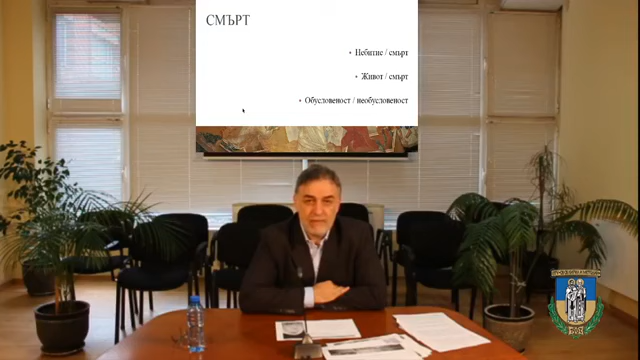 СМЪРТ
• Небитие / смърт
• Живот / смърт
• Обусловеност / необусловеност